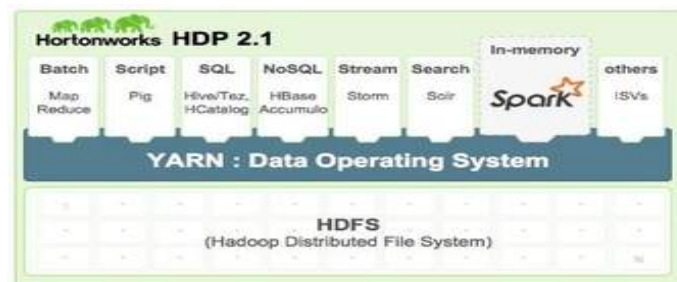 Hortonworks HDP 2.1
In-memory
Batch Script SQL NoSQL Stream Search others
Map Reduce Pig Hive/Tez, HCatalog HBase Accumulo Storm Solr Spark ISVs
YARN : Data Operating System
HDFS
(Hadoop Distributed File System)